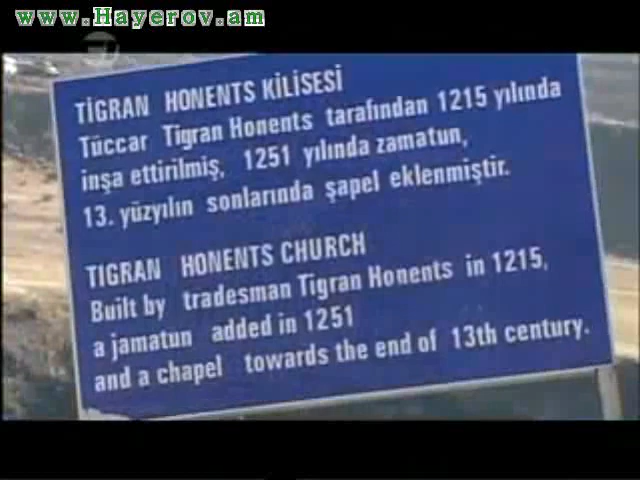 www.Hayerov.am
TİGRAN HONENTS KİLİSESİ
Tüccar Tigran Honents tarafından 1215 yılında
inşa ettirilmiş, 1251 yılında zamatun,
13. yüzyılın sonlarında şapel eklenmiştir.
TIGRAN HONENTS CHURCH
Built by tradesman Tigran Honents in 1215,
a jamatun added in 1251
and a chapel towards the end of 13th century.